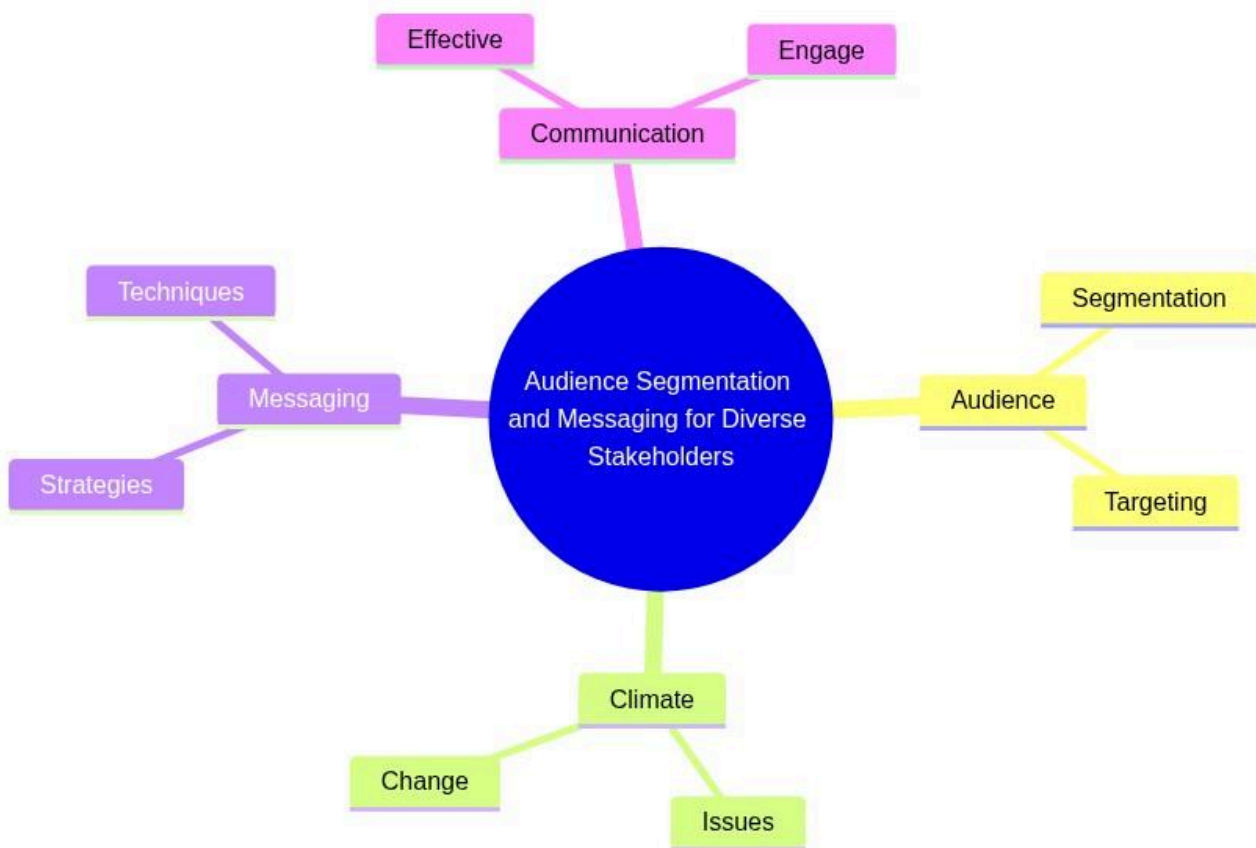 Effective
Engage
Communication
Techniques
Messaging
Strategies
Audience Segmentation
and Messaging for Diverse
Stakeholders
Segmentation
Audience
Targeting
Climate
Change
Issues